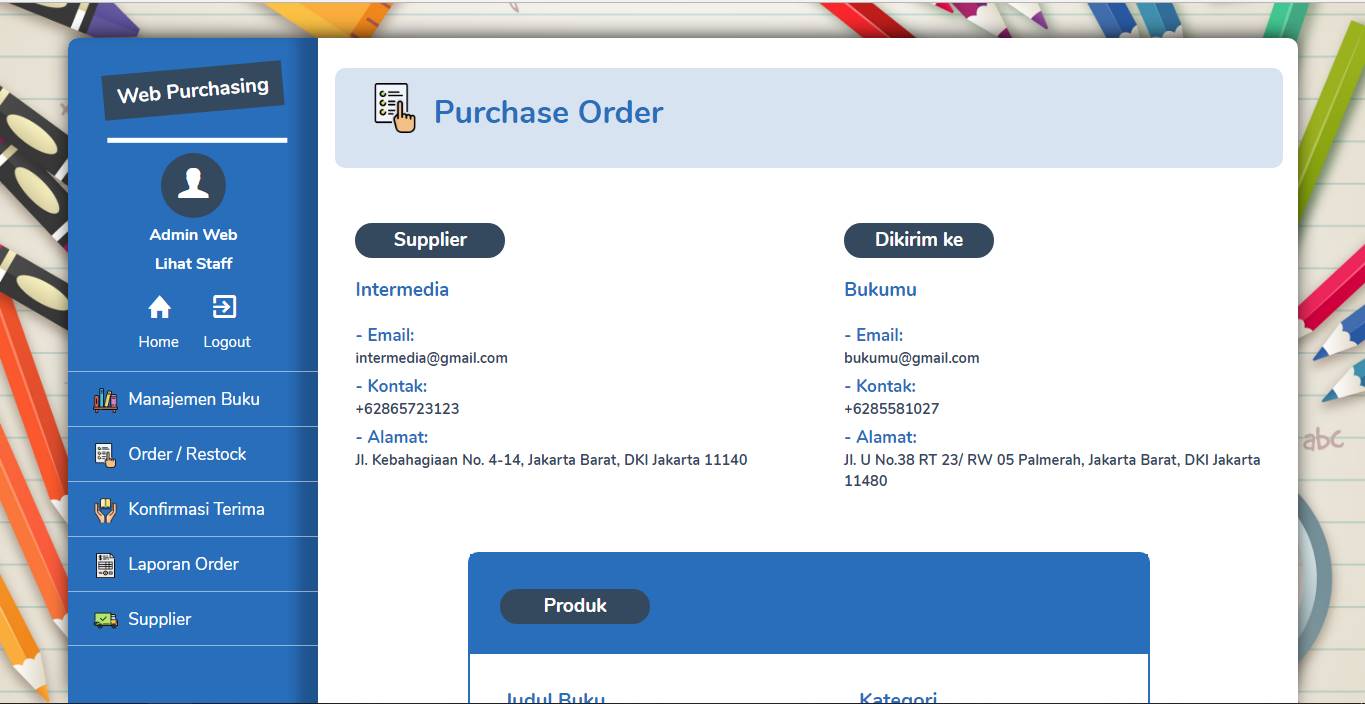 Web Purchasing
Admin Web
Lihat Staff
Home
Logout
Manajemen Buku
Order / Restock
Konfirmasi Terima
Laporan Order
Supplier
Purchase Order
Supplier
Intermedia
- Email:
intermedia@gmail.com
- Kontak:
+62865723123
- Alamat:
Jl. Kebahagiaan No. 4-14, Jakarta Barat, DKI Jakarta 11140
Dikirim ke
Bukumu
- Email:
bukumu@gmail.com
- Kontak:
+6285581027
- Alamat:
Jl. U No.38 RT 23/ RW 05 Palmerah, Jakarta Barat, DKI Jakarta
11480
Produk
Judul Buku
Kategori
abc